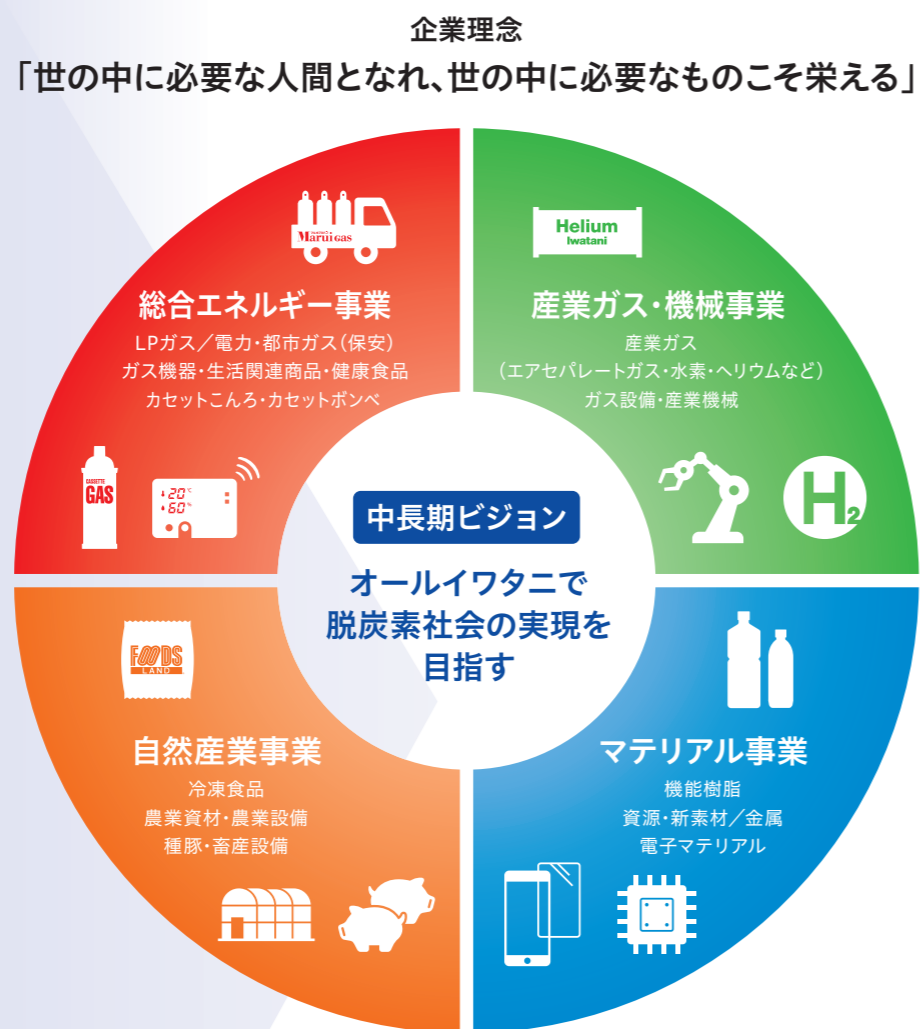 企業理念
「世の中に必要な人間となれ、世の中に必要なものこそ栄える」
Marui gas
総合エネルギー事業
LPガス／電力・都市ガス（保安）
ガス機器・生活関連商品・健康食品
カセットこんろ・カセットボンベ
CASSETTE
GAS
20℃
60%
Helium
Iwatani
産業ガス・機械事業
産業ガス
（エアセパレートガス・水素・ヘリウムなど）
ガス設備・産業機械
H2
中長期ビジョン
オールイワタニで
脱炭素社会の実現を
目指す
FOODS
LAND
自然産業事業
冷凍食品
農業資材・農業設備
種豚・畜産設備
マテリアル事業
機能樹脂
資源・新素材／金属
電子マテリアル